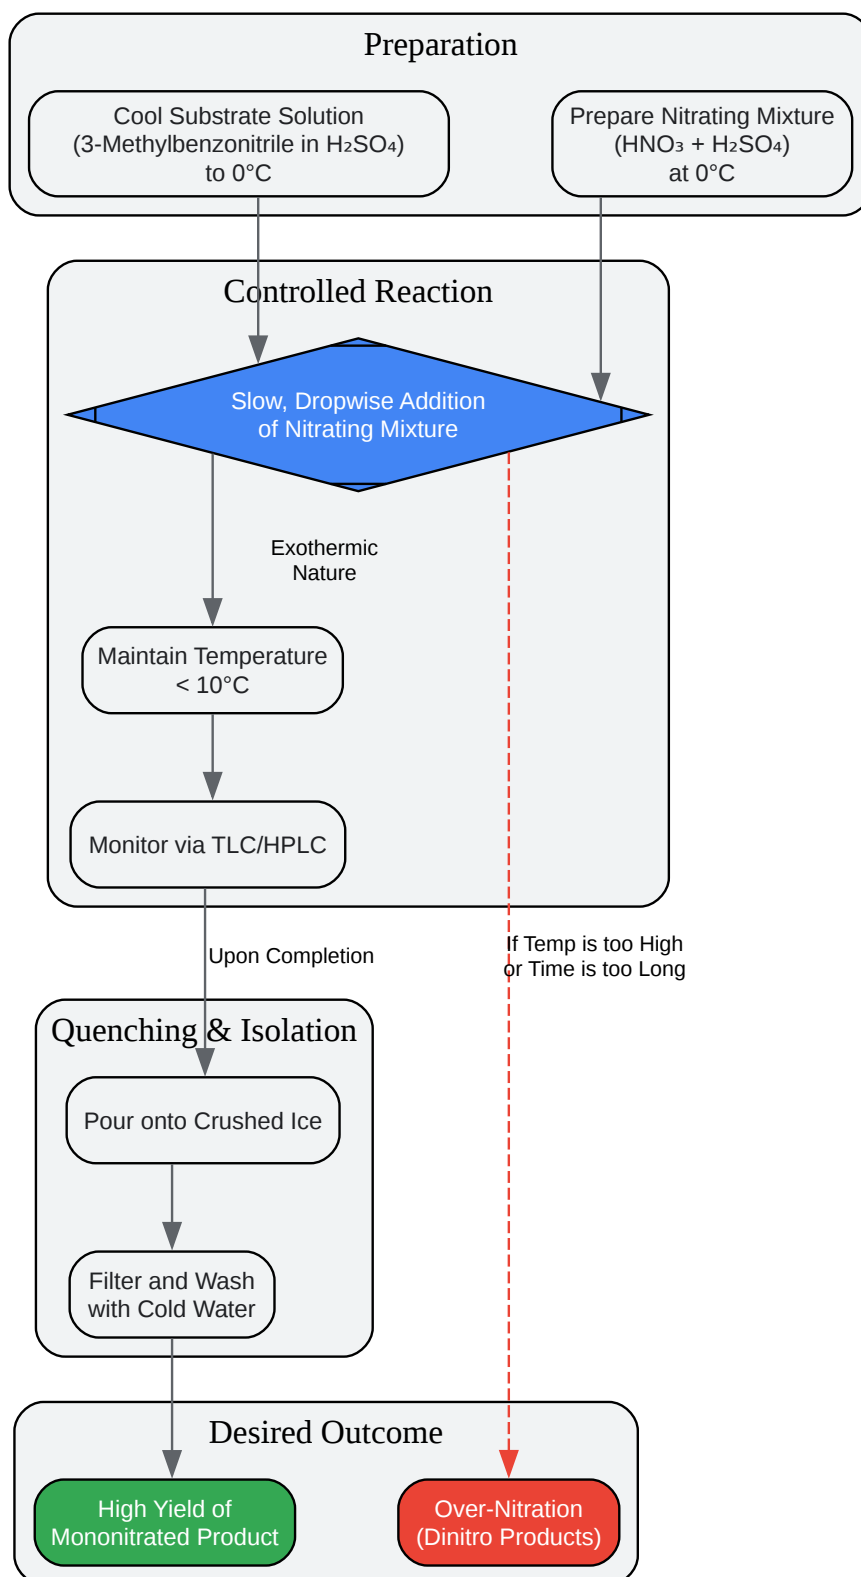 Preparation
Cool Substrate Solution
(3-Methylbenzonitrile in H₂SO₄)
to 0°C
Prepare Nitrating Mixture
(HNO₃ + H₂SO₄)
at 0°C
Controlled Reaction
Slow, Dropwise Addition
of Nitrating Mixture
Exothermic
Nature
Maintain Temperature
< 10°C
Monitor via TLC/HPLC
Upon Completion
If Temp is too High
or Time is too Long
Quenching & Isolation
Pour onto Crushed Ice
Filter and Wash
with Cold Water
Desired Outcome
High Yield of
Mononitrated Product
Over-Nitration
(Dinitro Products)